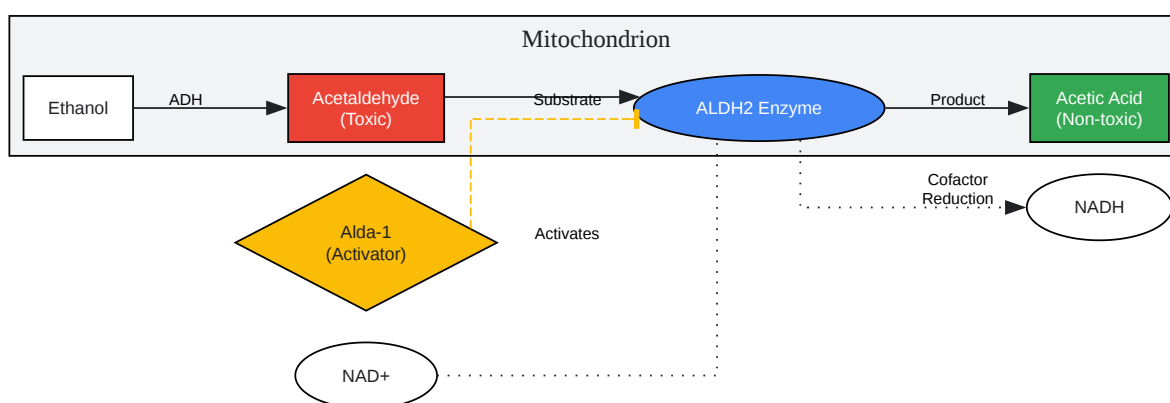 Mitochondrion
Ethanol
ADH
Acetaldehyde
(Toxic)
Substrate
ALDH2 Enzyme
Product
Acetic Acid
(Non-toxic)
Alda-1
(Activator)
Activates
Cofactor
Reduction
NADH
NAD+